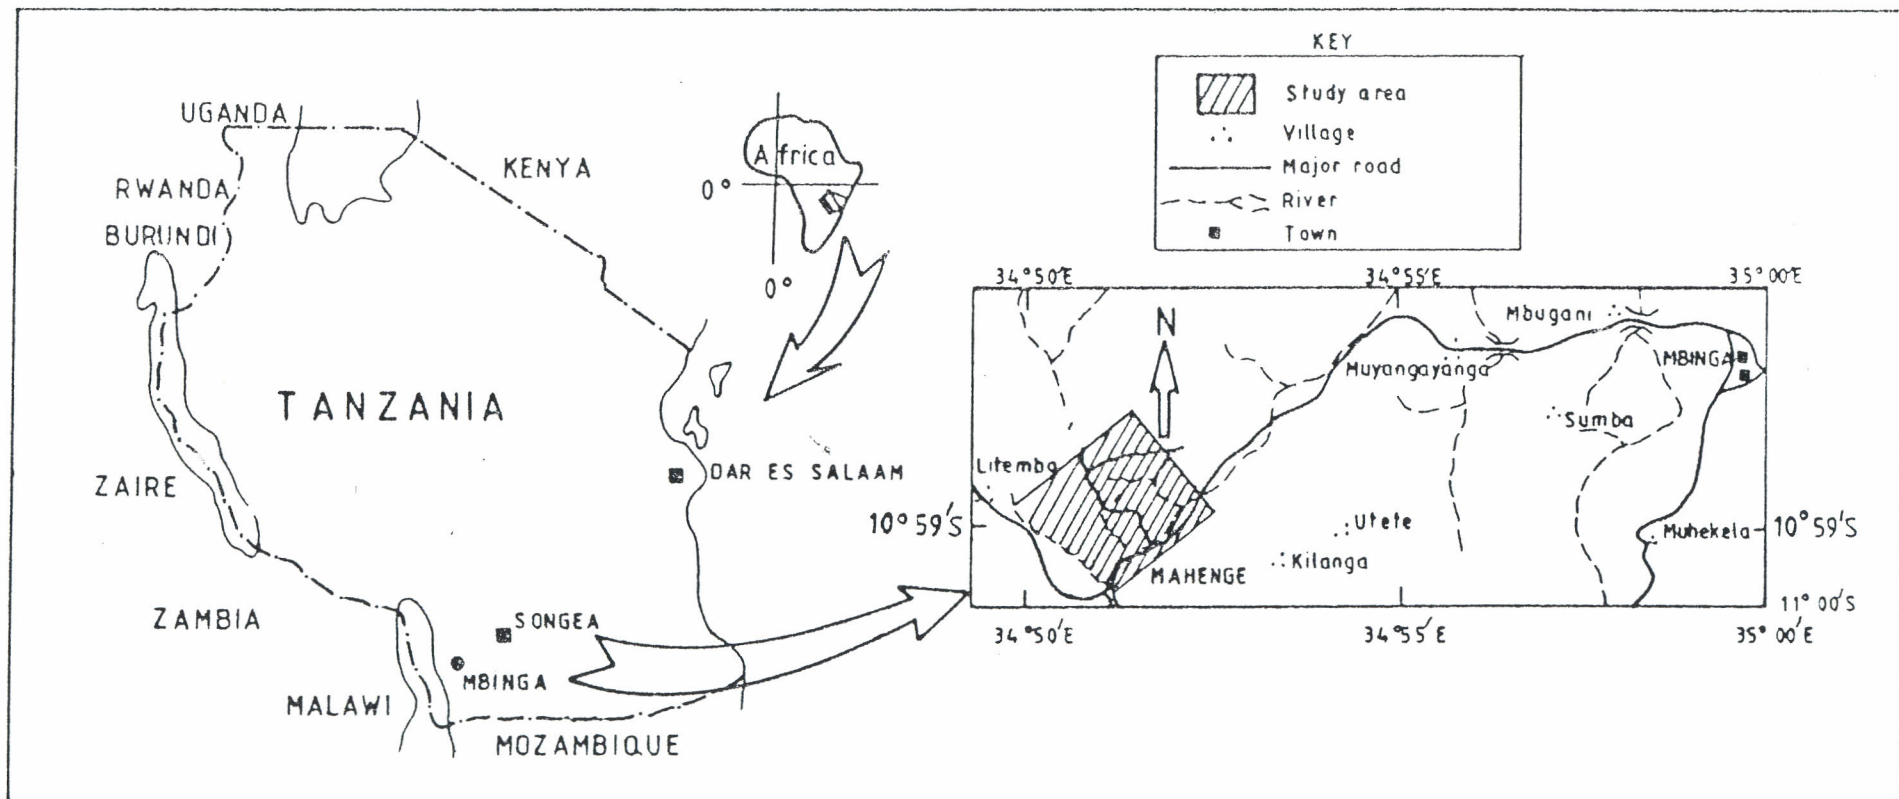 KEY
Study area
Village
Major road
River
Town
UGANDA
KENYA
RWANDA
BURUNDI
Africa
0°
0°
TANZANIA
DAR ES SALAAM
ZAIRE
ZAMBIA
SONGEA
MBINGA
MALAWI
MOZAMBIQUE
34°50'E
34°55'E
35°00'E
N
Mbugani
MBINGA
Muyangayanga
Sumba
Litembo
10°59'S
Utete
Kilanga
MAHENGE
Muhekela
10°59'S
11°00'S
34°50'E
34°55'E
35°00'E